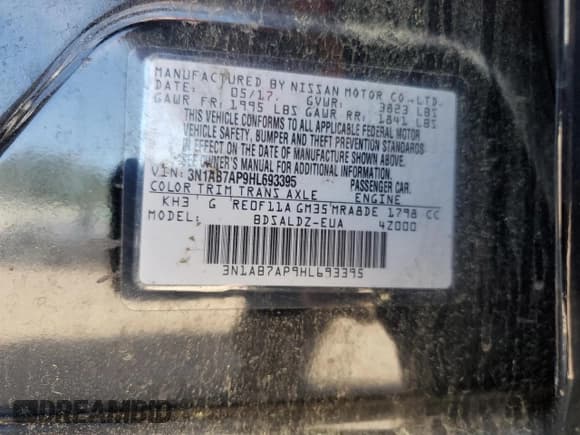 MANUFACTURED BY NISSAN MOTOR CO.,LTD.
DATE: 05/17 GVWR: 3823 LBS
GAWR FR: 1995 LBS GAWR RR: 1841 LBS
THIS VEHICLE CONFORMS TO ALL APPLICABLE FEDERAL MOTOR
VEHICLE SAFETY, BUMPER AND THEFT PREVENTION STANDARDS
IN EFFECT ON THE DATE OF MANUFACTURE SHOWN ABOVE.
SEE OWNER'S MANUAL FOR ADDITIONAL INFORMATION.
VIN: 3N1AB7AP9HL693395 PASSENGER CAR
COLOR TRIM TRANS AXLE ENGINE
KH3 G RE0F11A GM35 MRA8DE 1798 CC
MODEL: BDSALDZ-EUA 4Z000
3N1AB7AP9HL693395
DREAMBID